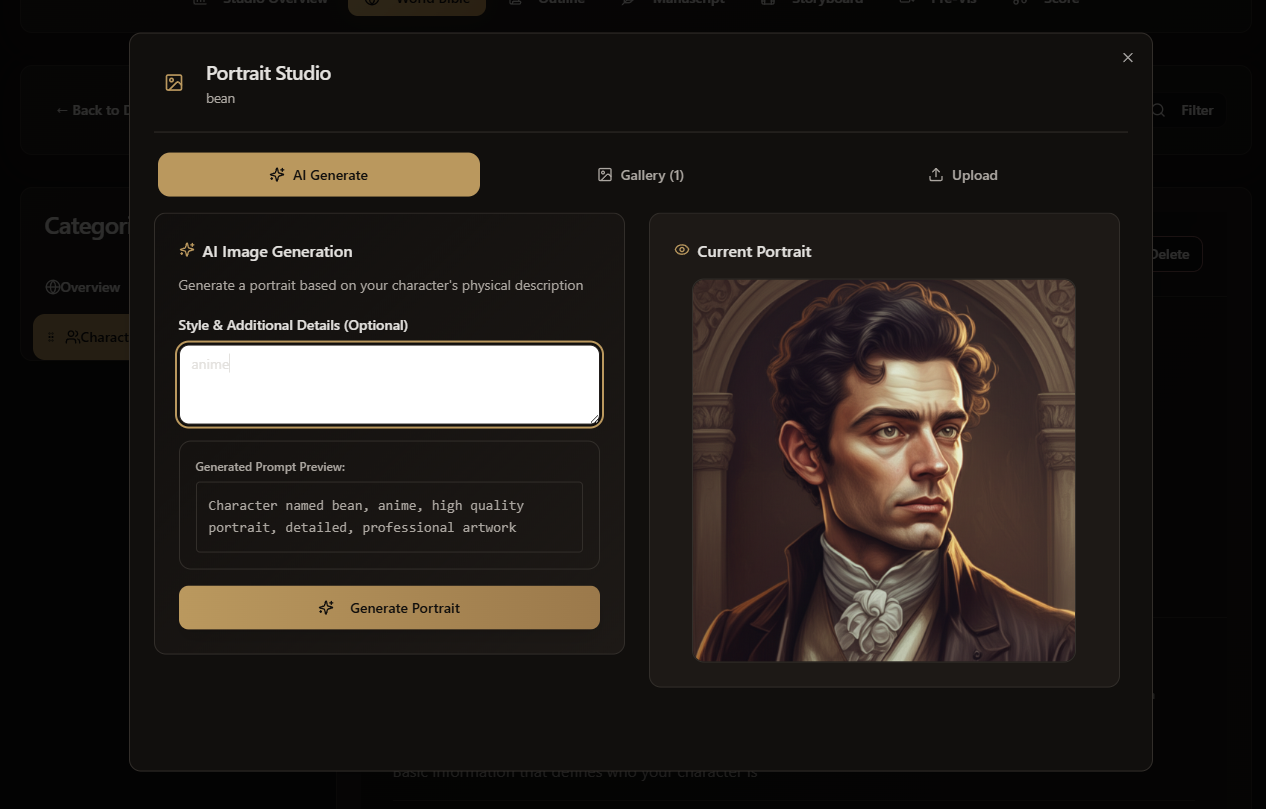 Studio Overview
World Bible
Outline
Manuscript
Storyboard
Pre-Vis
Score
Portrait Studio
bean
← Back to D
Filter
AI Generate
Gallery (1)
Upload
Categori
Overview
Charact
Delete
AI Image Generation
Generate a portrait based on your character's physical description
Style & Additional Details (Optional)
anime
Generated Prompt Preview:
Character named bean, anime, high quality
portrait, detailed, professional artwork
Generate Portrait
Current Portrait
Basic information that defines who your character is